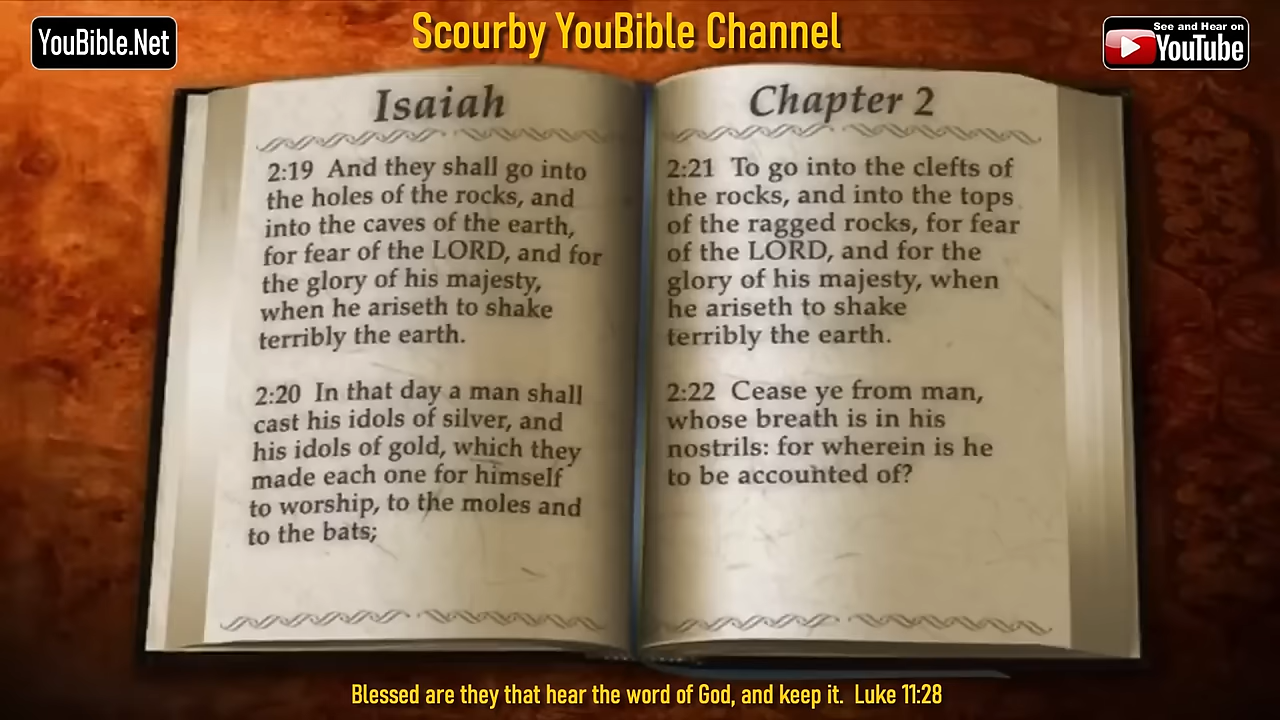 YouBible.Net
Scourby YouBible Channel
See and Hear on
YouTube
Isaiah
2:19 And they shall go into
the holes of the rocks, and
into the caves of the earth,
for fear of the LORD, and for
the glory of his majesty,
when he ariseth to shake
terribly the earth.
2:20 In that day a man shall
cast his idols of silver, and
his idols of gold, which they
made each one for himself
to worship, to the moles and
to the bats;
Chapter 2
2:21 To go into the clefts of
the rocks, and into the tops
of the ragged rocks, for fear
of the LORD, and for the
glory of his majesty, when
he ariseth to shake
terribly the earth.
2:22 Cease ye from man,
whose breath is in his
nostrils: for wherein is he
to be accounted of?
Blessed are they that hear the word of God, and keep it. Luke 11:28